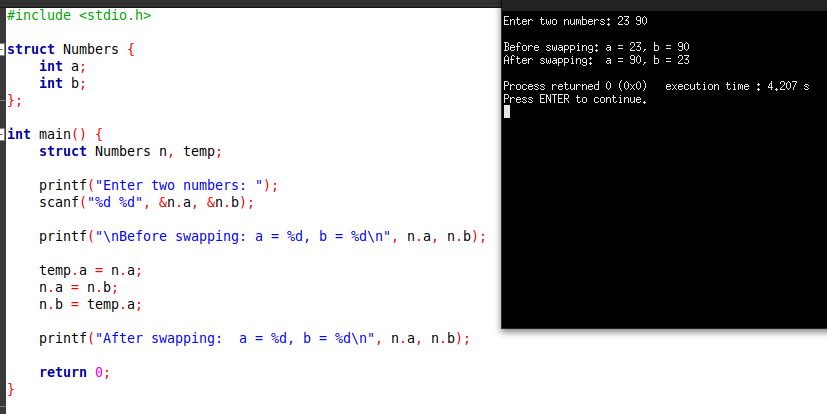 #include <stdio.h>
struct Numbers {
    int a;
    int b;
};
int main() {
    struct Numbers n, temp;
    printf("Enter two numbers: ");
    scanf("%d %d", &n.a, &n.b);
    printf("\nBefore swapping: a = %d, b = %d\n", n.a, n.b);
    temp.a = n.a;
    n.a = n.b;
    n.b = temp.a;
    printf("After swapping:  a = %d, b = %d\n", n.a, n.b);
    return 0;
}
Enter two numbers: 23 90
Before swapping: a = 23, b = 90
After swapping:  a = 90, b = 23
Process returned 0 (0x0)   execution time : 4.207 s
Press ENTER to continue.